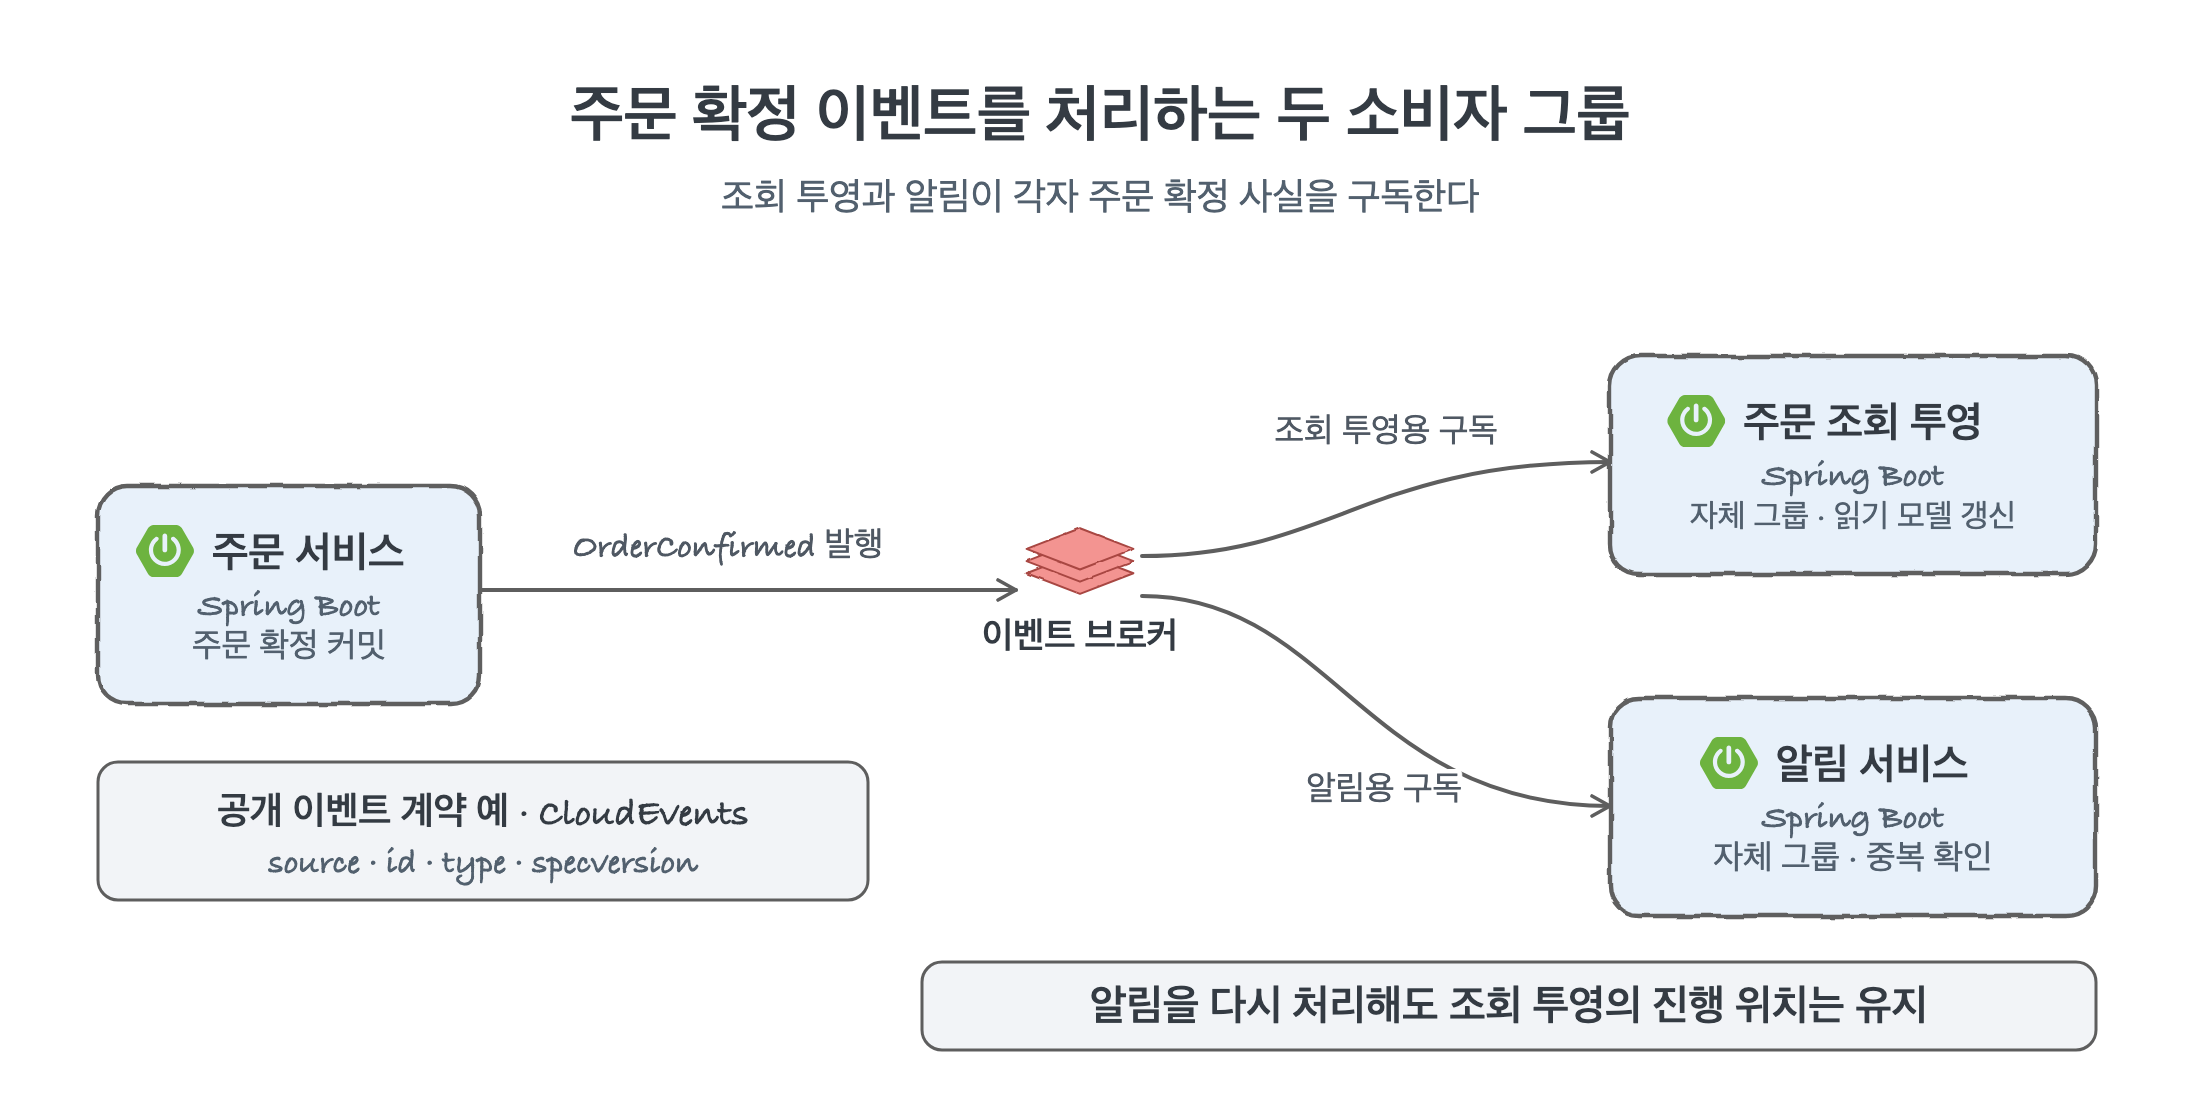 주문 확정 이벤트를 처리하는 두 소비자 그룹
조회 투영과 알림이 각자 주문 확정 사실을 구독한다
주문 서비스
Spring Boot
주문 확정 커밋
OrderConfirmed 발행
이벤트 브로커
조회 투영용 구독
주문 조회 투영
Spring Boot
자체 그룹 · 읽기 모델 갱신
알림용 구독
알림 서비스
Spring Boot
자체 그룹 · 중복 확인
공개 이벤트 계약 예 · CloudEvents
source · id · type · specversion
알림을 다시 처리해도 조회 투영의 진행 위치는 유지